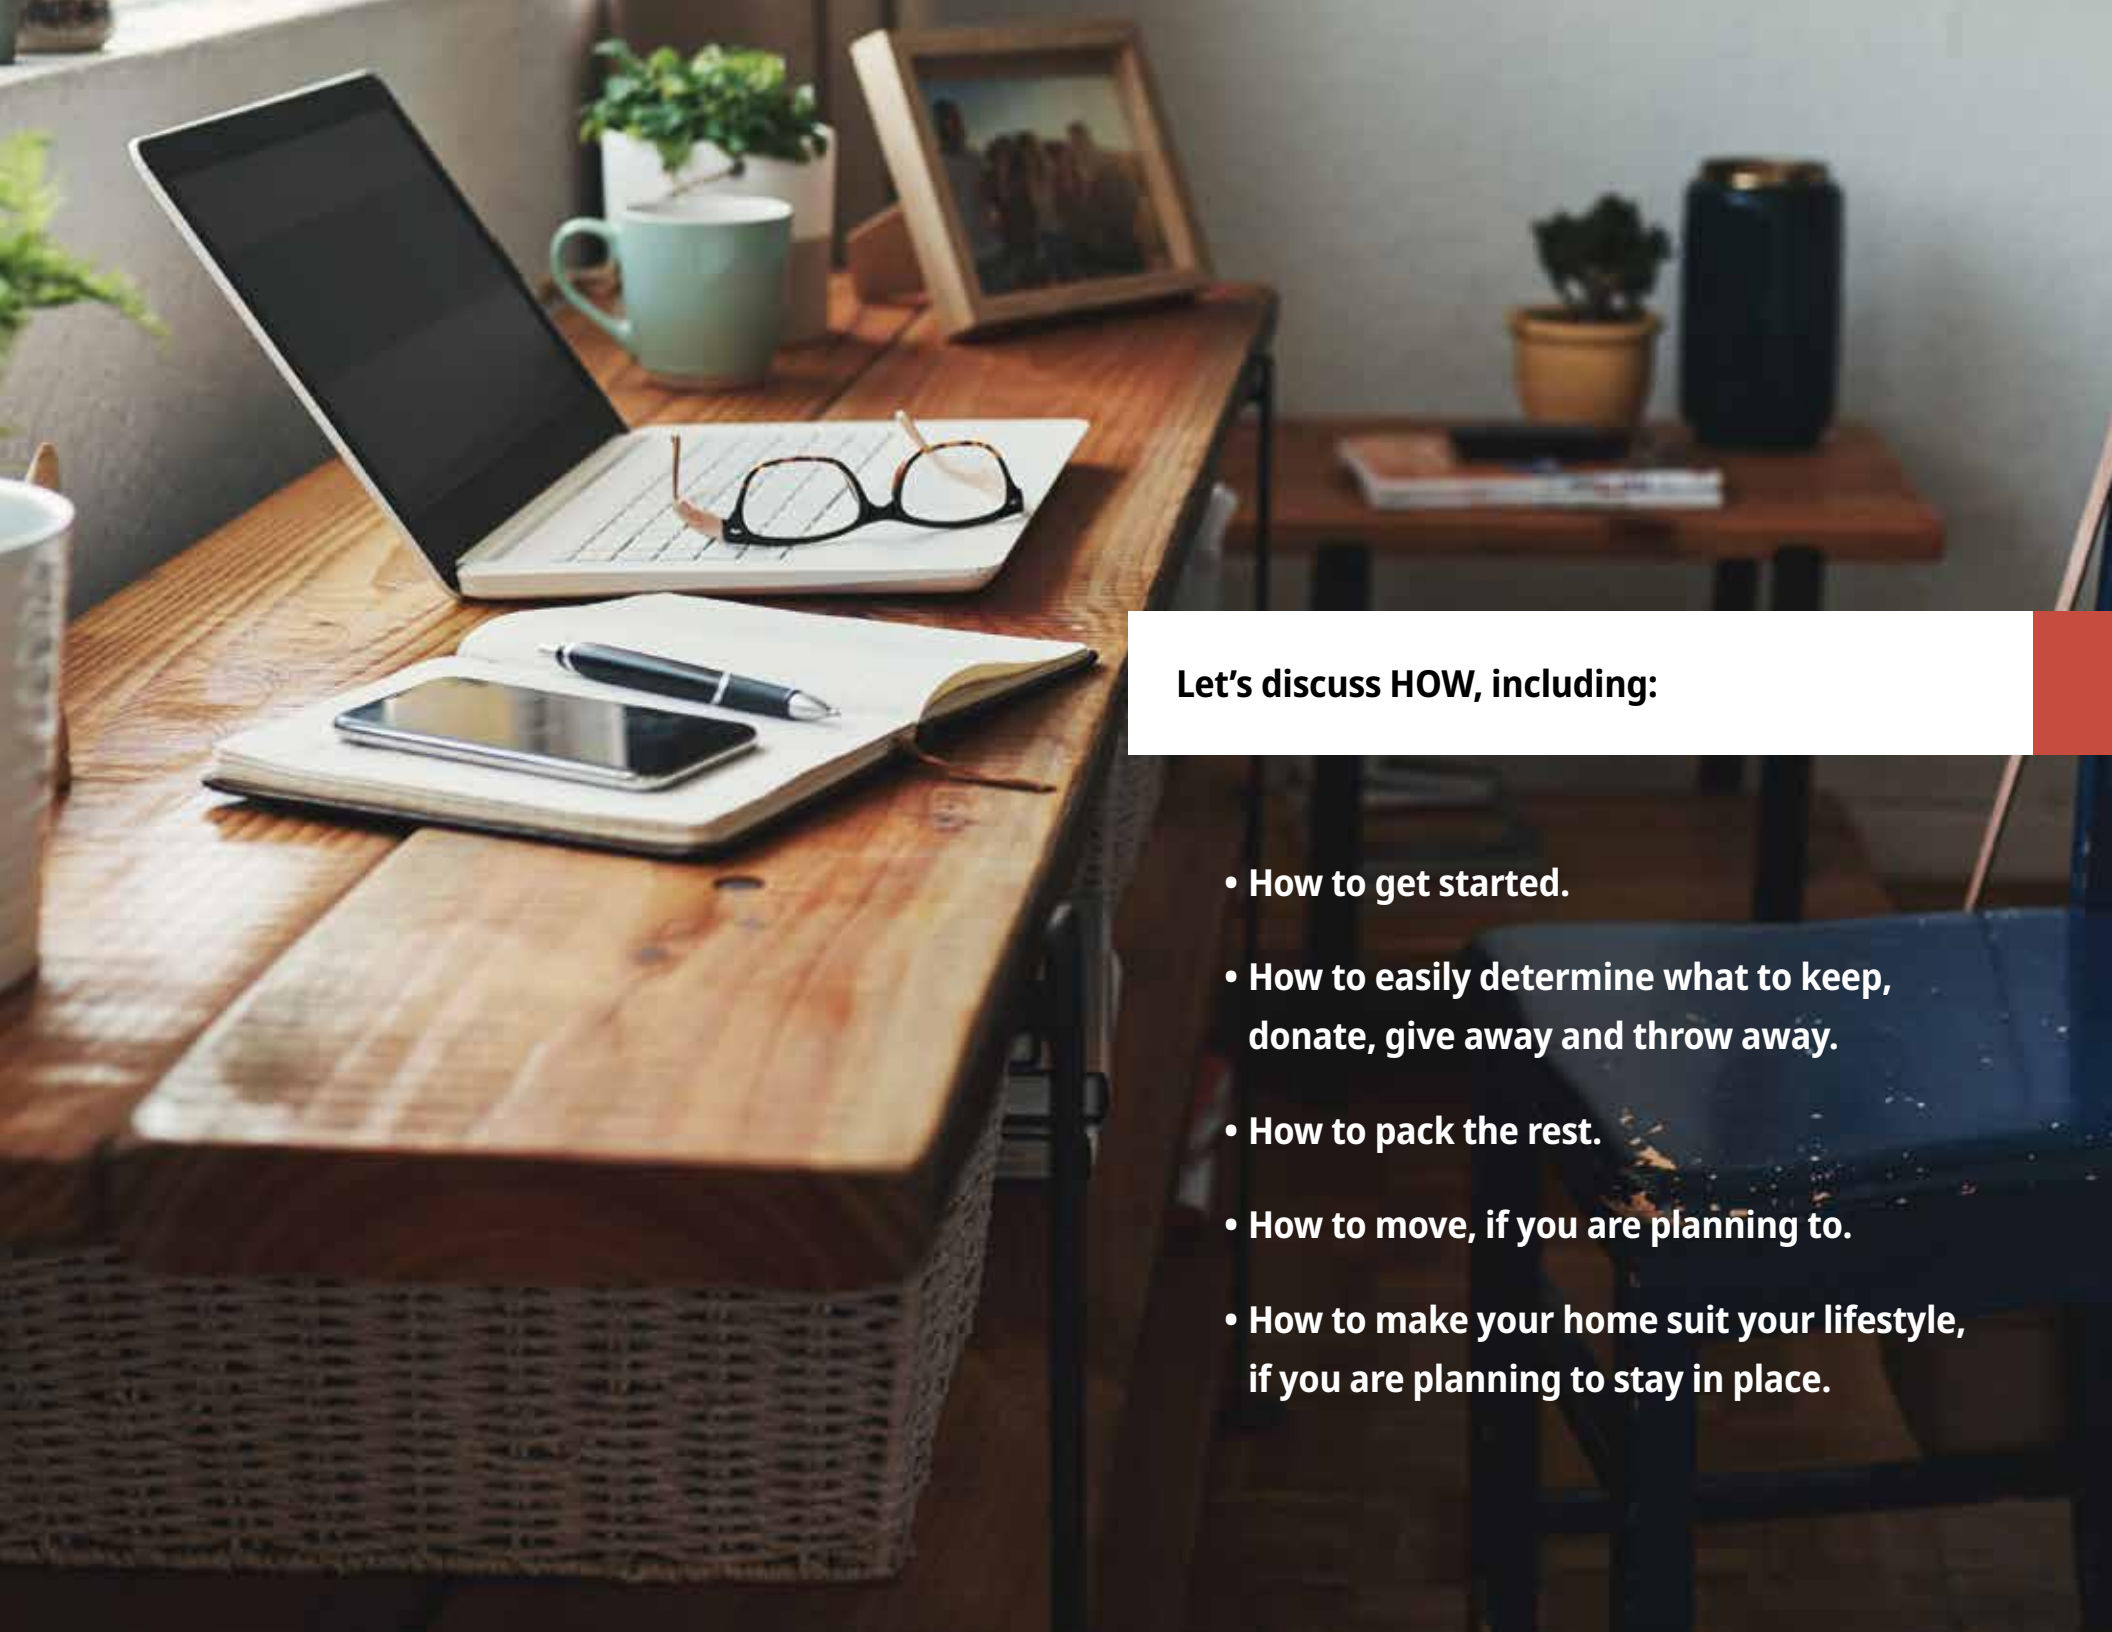 Let’s discuss HOW, including:
• How to get started.
• How to easily determine what to keep,
donate, give away and throw away.
• How to pack the rest.
• How to move, if you are planning to.
• How to make your home suit your lifestyle,
if you are planning to stay in place.